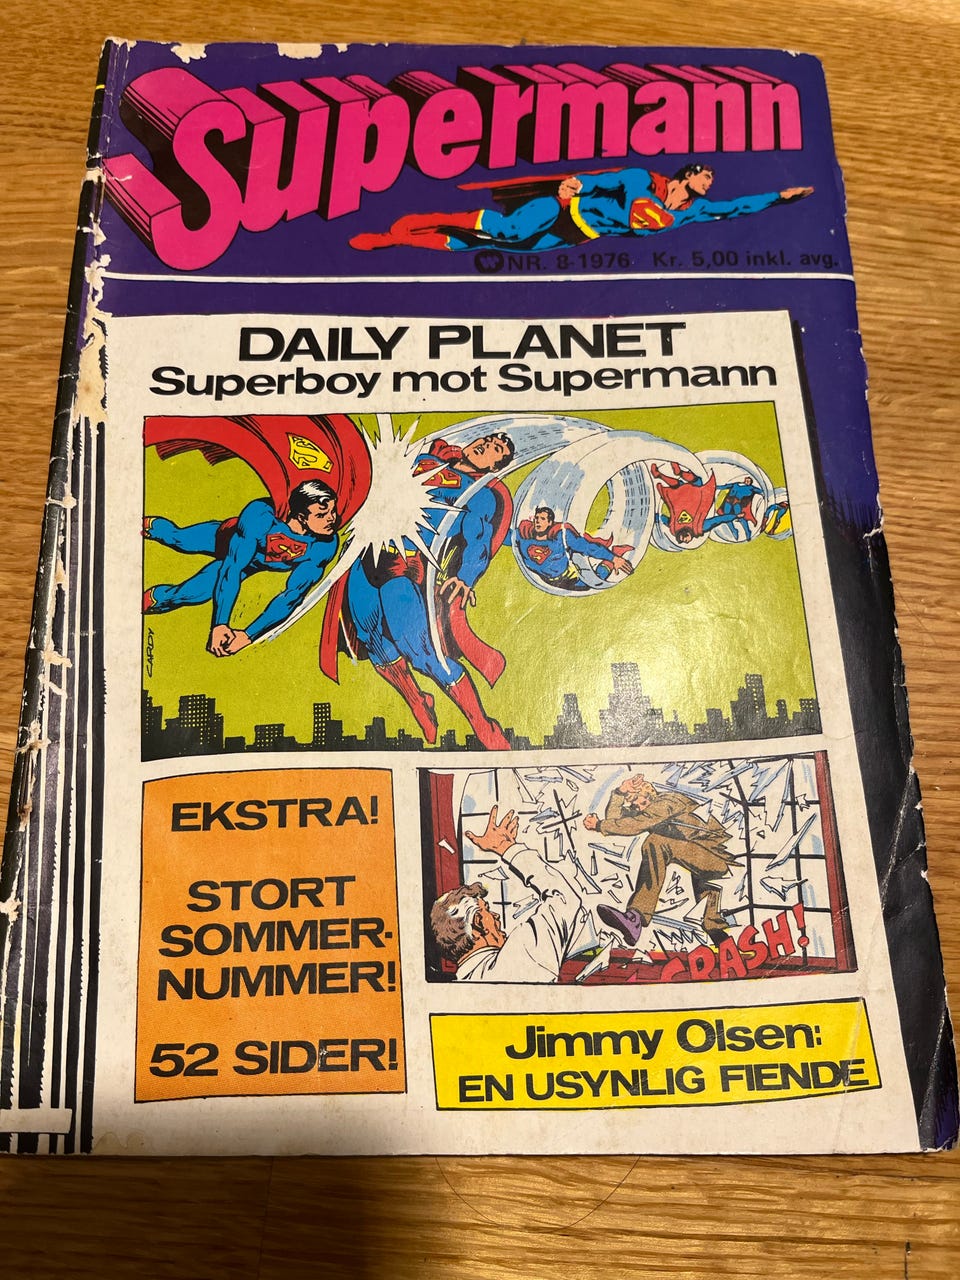 Supermann
W NR. 8-1976 Kr. 5,00 inkl. avg.
DAILY PLANET
Superboy mot Supermann
CARDY
EKSTRA!
STORT
SOMMER-
NUMMER!
52 SIDER!
CRASH!
Jimmy Olsen:
EN USYNLIG FIENDE